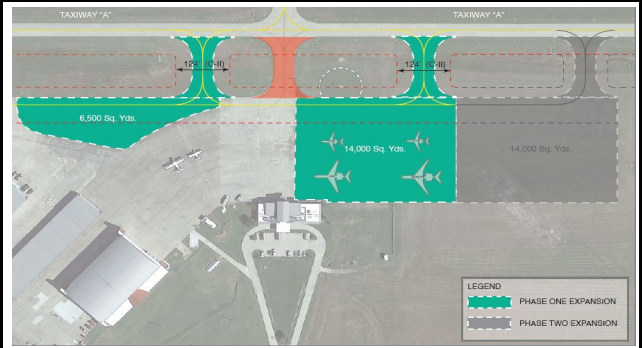 TAXIWAY "A"
TAXIWAY "A"
124' (C-II)
124' (C-II)
6,500 Sq. Yds.
14,000 Sq. Yds.
14,000 Sq. Yds.
LEGEND
PHASE ONE EXPANSION
PHASE TWO EXPANSION